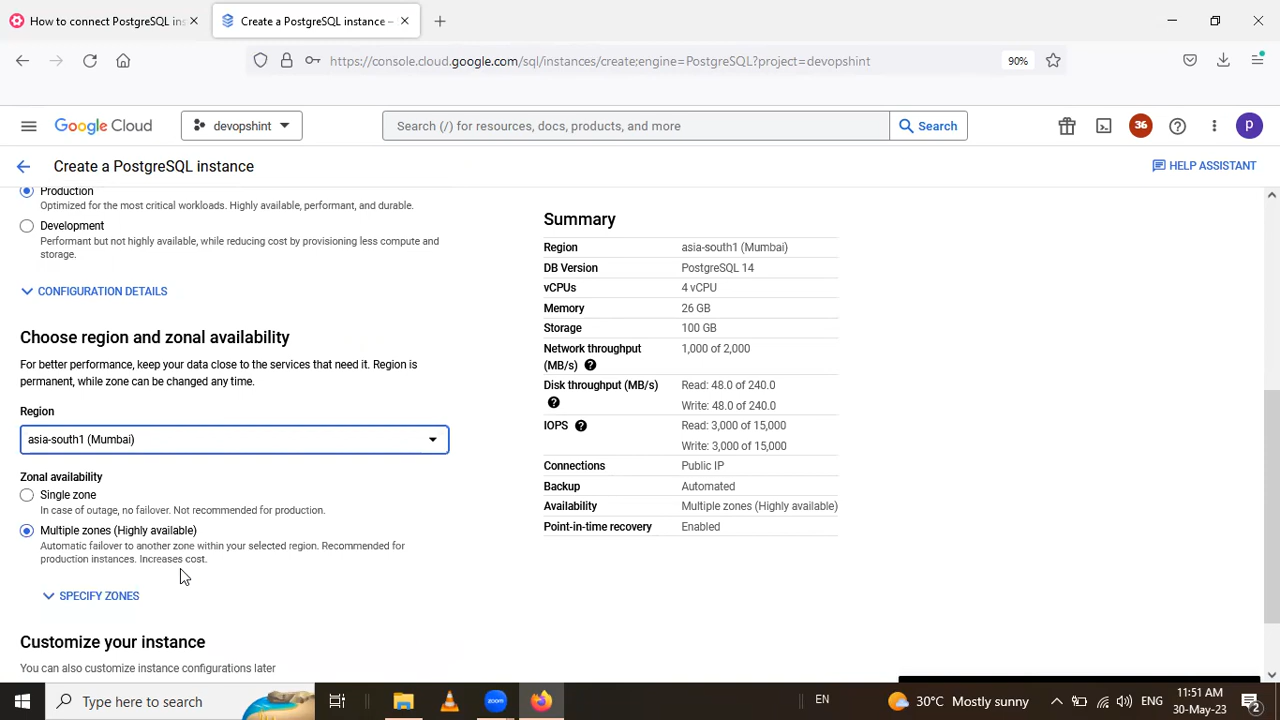 How to connect PostgreSQL ins
Create a PostgreSQL instance –
https://console.cloud.google.com/sql/instances/create;engine=PostgreSQL?project=devopshint
90%
Google Cloud
devopshint
Search (/) for resources, docs, products, and more
Search
36
p
Create a PostgreSQL instance
HELP ASSISTANT
Production
Optimized for the most critical workloads. Highly available, performant, and durable.
Development
Performant but not highly available, while reducing cost by provisioning less compute and
storage.
CONFIGURATION DETAILS
Choose region and zonal availability
For better performance, keep your data close to the services that need it. Region is
permanent, while zone can be changed any time.
Region
asia-south1 (Mumbai)
Zonal availability
Single zone
In case of outage, no failover. Not recommended for production.
Multiple zones (Highly available)
Automatic failover to another zone within your selected region. Recommended for
production instances. Increases cost.
SPECIFY ZONES
Customize your instance
You can also customize instance configurations later
Summary
Region asia-south1 (Mumbai)
DB Version PostgreSQL 14
vCPUs 4 vCPU
Memory 26 GB
Storage 100 GB
Network throughput 1,000 of 2,000
(MB/s)
Disk throughput (MB/s) Read: 48.0 of 240.0
Write: 48.0 of 240.0
IOPS Read: 3,000 of 15,000
Write: 3,000 of 15,000
Connections Public IP
Backup Automated
Availability Multiple zones (Highly available)
Point-in-time recovery Enabled
Type here to search
zoom
EN
30°C Mostly sunny
ENG
11:51 AM
30-May-23
2